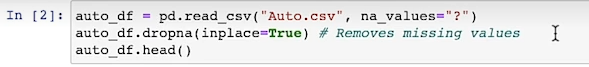 In [2]: auto_df = pd.read_csv("Auto.csv", na_values="?")
auto_df.dropna(inplace=True) # Removes missing values
auto_df.head()